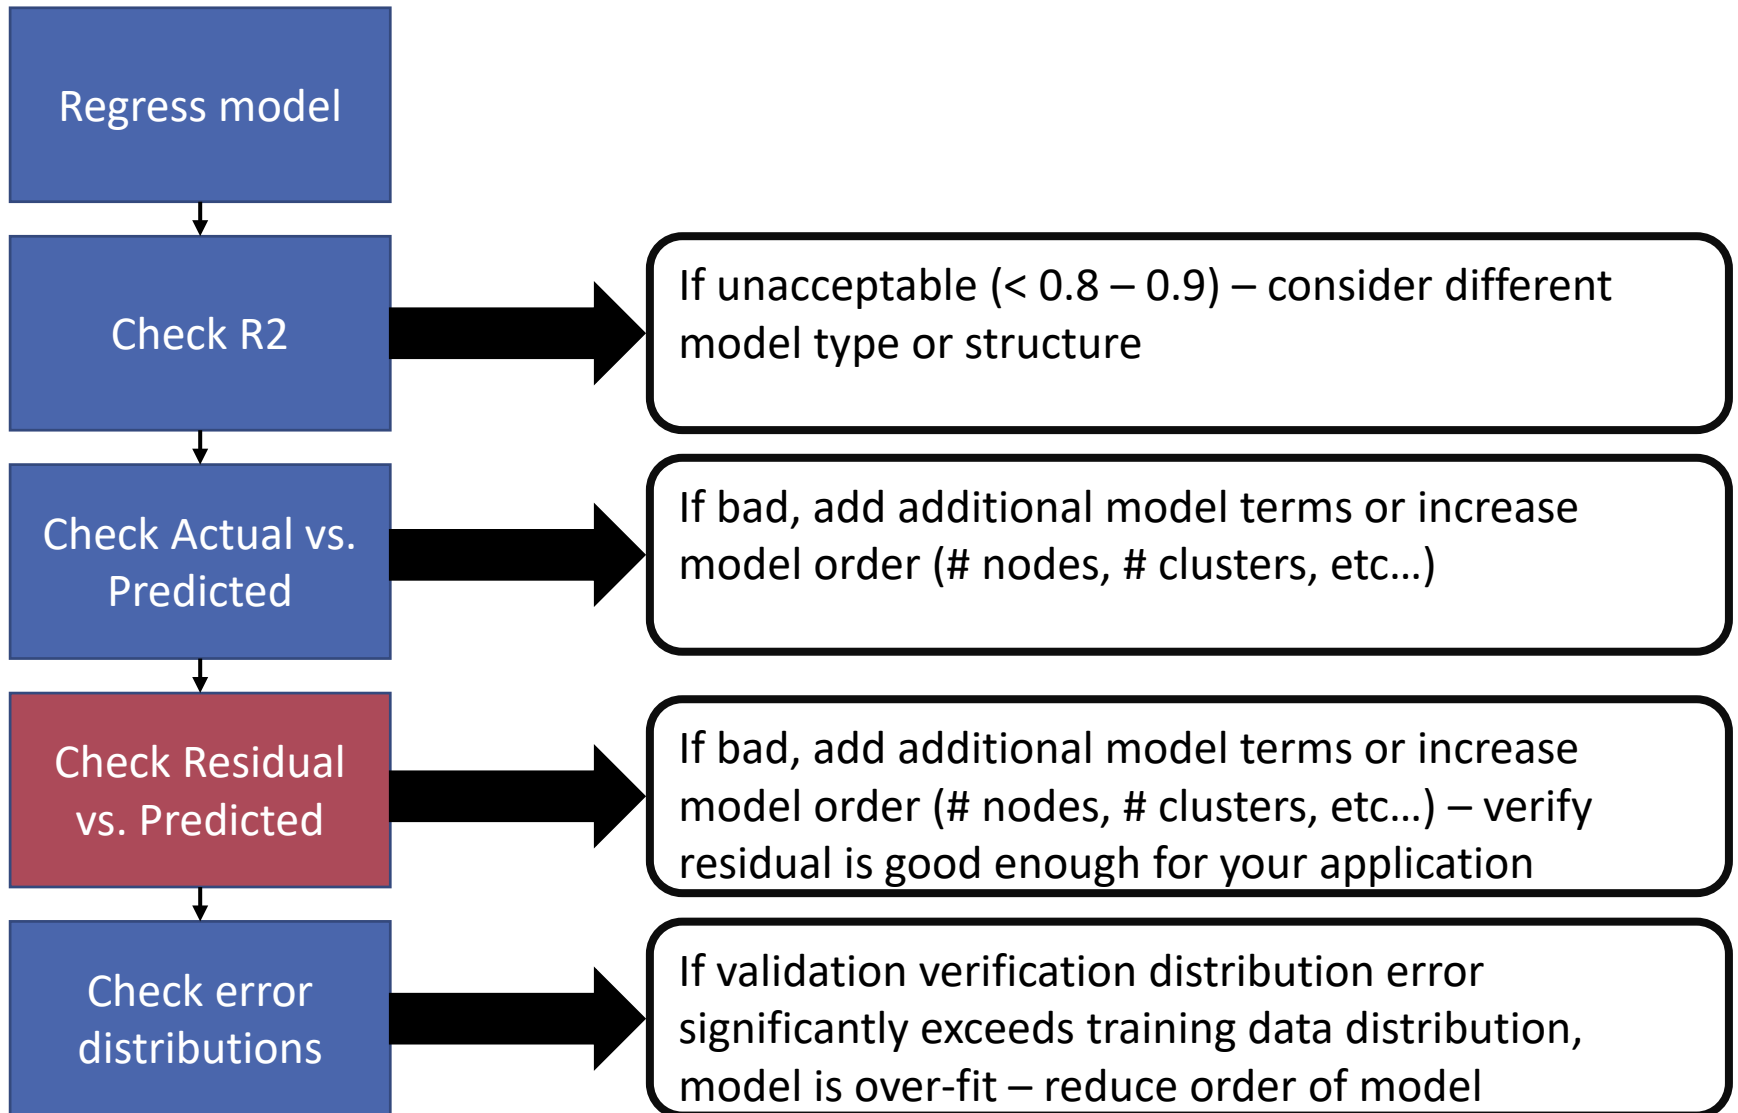 Regress model
Check R2
If unacceptable (< 0.8 – 0.9) – consider different
model type or structure
Check Actual vs.
Predicted
If bad, add additional model terms or increase
model order (# nodes, # clusters, etc…)
Check Residual
vs. Predicted
If bad, add additional model terms or increase
model order (# nodes, # clusters, etc…) – verify
residual is good enough for your application
Check error
distributions
If validation verification distribution error
significantly exceeds training data distribution,
model is over-fit – reduce order of model